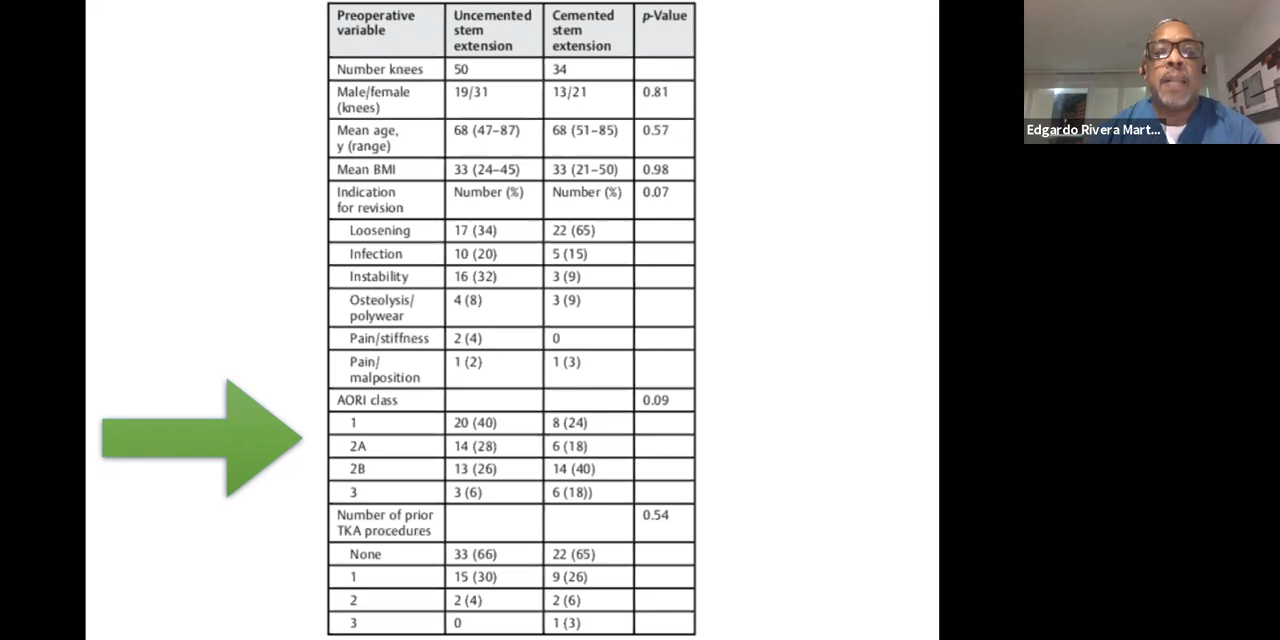 Preoperative variable Uncemented stem extension Cemented stem extension p-Value
Number knees 50 34
Male/female (knees) 19/31 13/21 0.81
Mean age, y (range) 68 (47–87) 68 (51–85) 0.57
Mean BMI 33 (24–45) 33 (21–50) 0.98
Indication for revision Number (%) Number (%) 0.07
Loosening 17 (34) 22 (65)
Infection 10 (20) 5 (15)
Instability 16 (32) 3 (9)
Osteolysis/ polywear 4 (8) 3 (9)
Pain/stiffness 2 (4) 0
Pain/ malposition 1 (2) 1 (3)
AORI class 0.09
1 20 (40) 8 (24)
2A 14 (28) 6 (18)
2B 13 (26) 14 (40)
3 3 (6) 6 (18))
Number of prior TKA procedures 0.54
None 33 (66) 22 (65)
1 15 (30) 9 (26)
2 2 (4) 2 (6)
3 0 1 (3)
Edgardo Rivera Mart...